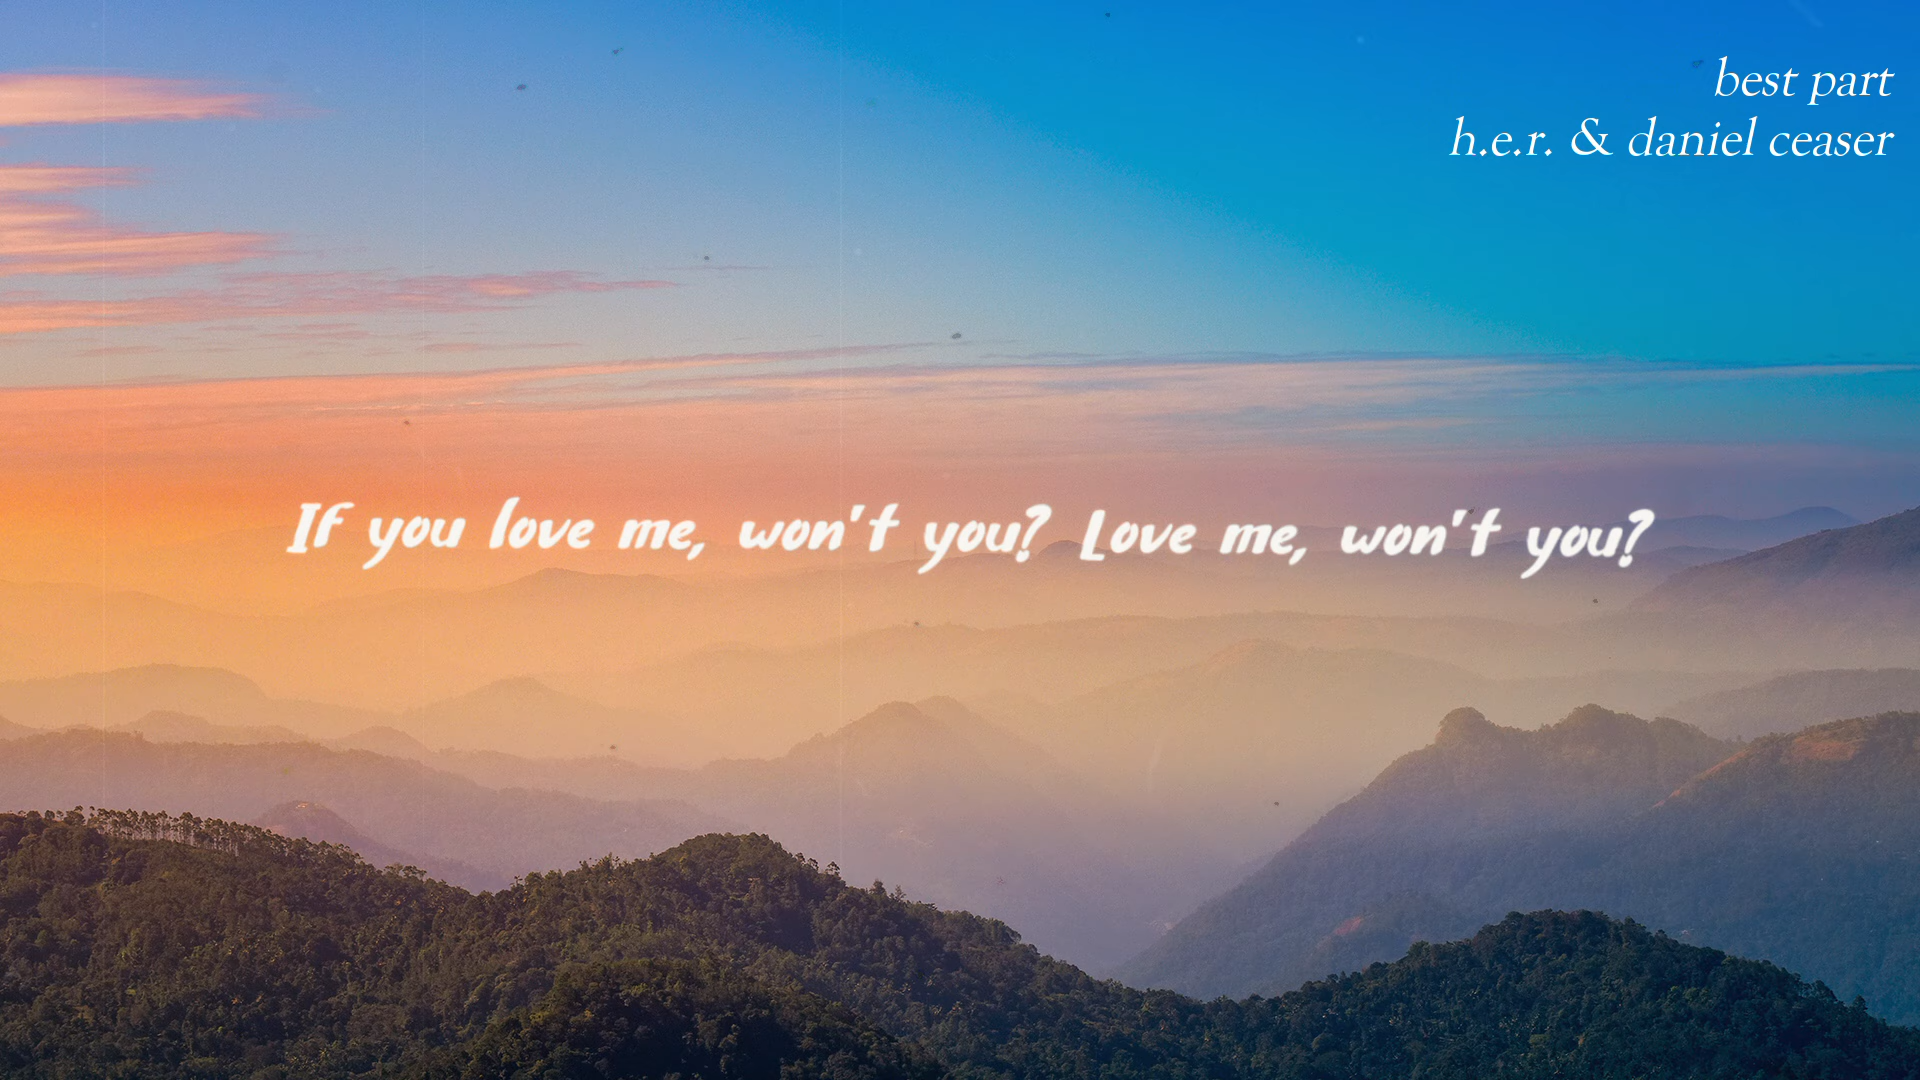 best part
h.e.r. & daniel ceaser
If you love me, won't you? Love me, won't you?